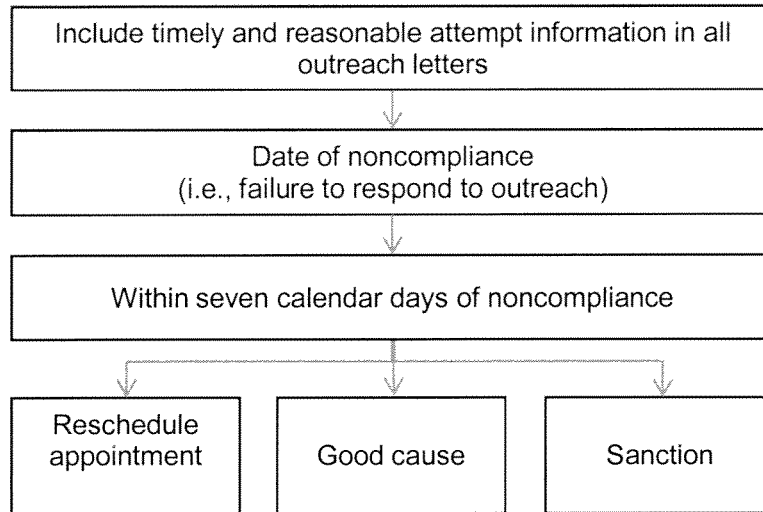 Include timely and reasonable attempt information in all
outreach letters
Date of noncompliance
(i.e., failure to respond to outreach)
Within seven calendar days of noncompliance
Reschedule
appointment
Good cause
Sanction